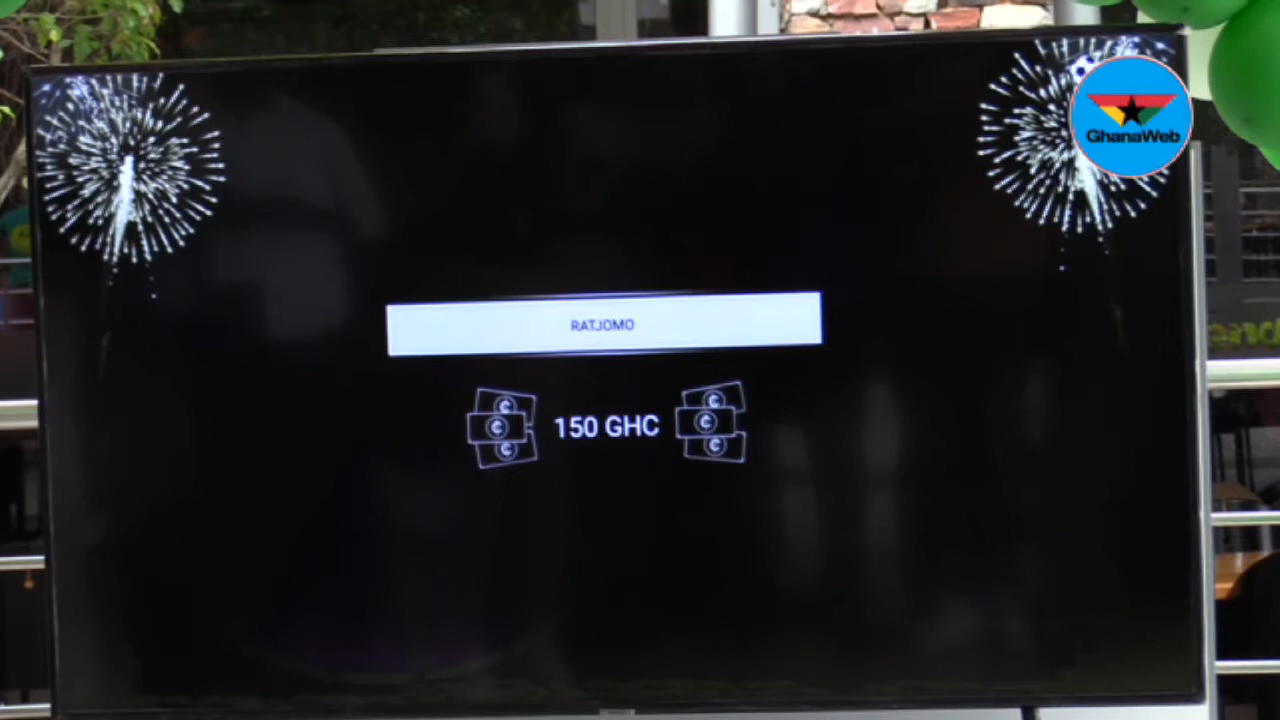 GhanaWeb
RATJOMO
₵ ₵
₵ 150 GHC ₵
₵ ₵